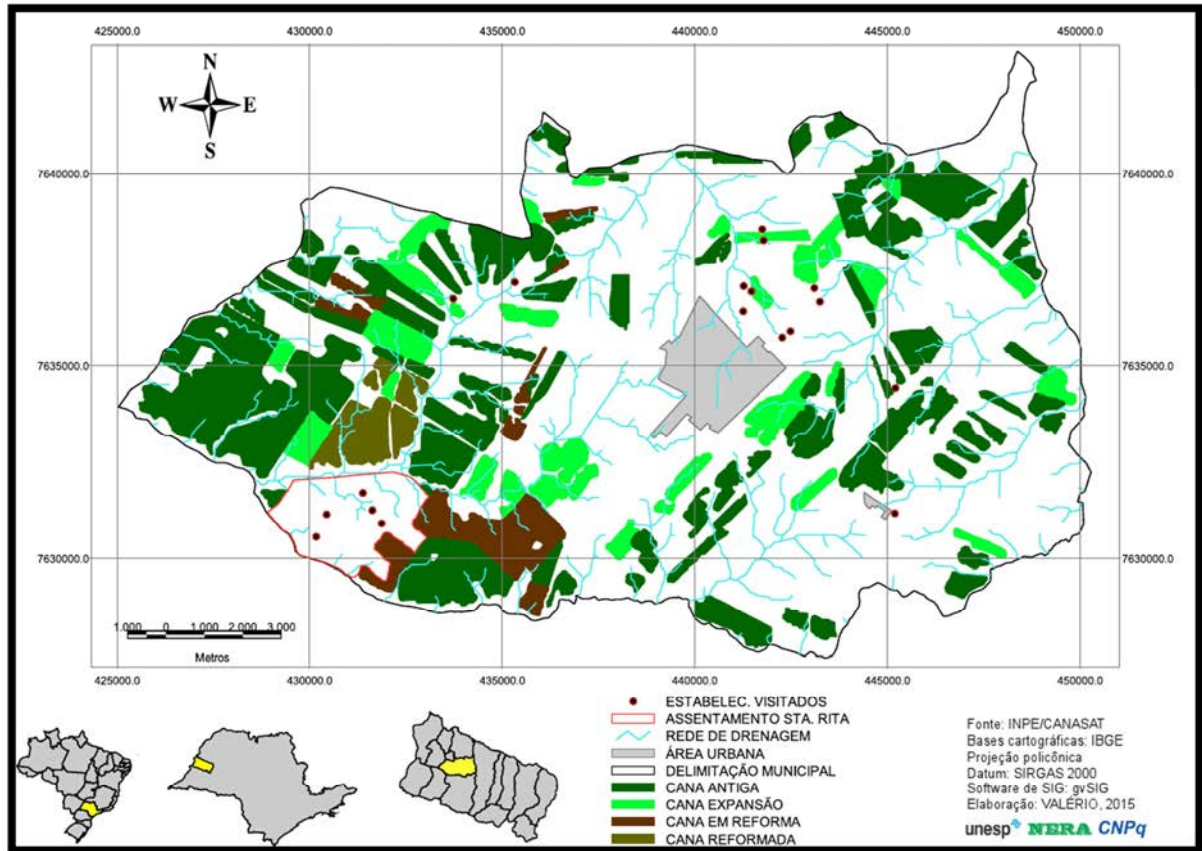 425000.0 430000.0 435000.0 440000.0 445000.0 450000.0
N
W E
S
7640000.0 7640000.0
7635000.0 7635000.0
7630000.0 7630000.0
1.000 0 1.000 2.000 3.000
Metros
425000.0 430000.0 435000.0 440000.0 445000.0 450000.0
ESTABELEC. VISITADOS
ASSENTAMENTO STA. RITA
REDE DE DRENAGEM
ÁREA URBANA
DELIMITAÇÃO MUNICIPAL
CANA ANTIGA
CANA EXPANSÃO
CANA EM REFORMA
CANA REFORMADA
Fonte: INPE/CANASAT
Bases cartográficas: IBGE
Projeção policônica
Datum: SIRGAS 2000
Software de SIG: gvSIG
Elaboração: VALÉRIO, 2015
unesp NERA CNPq